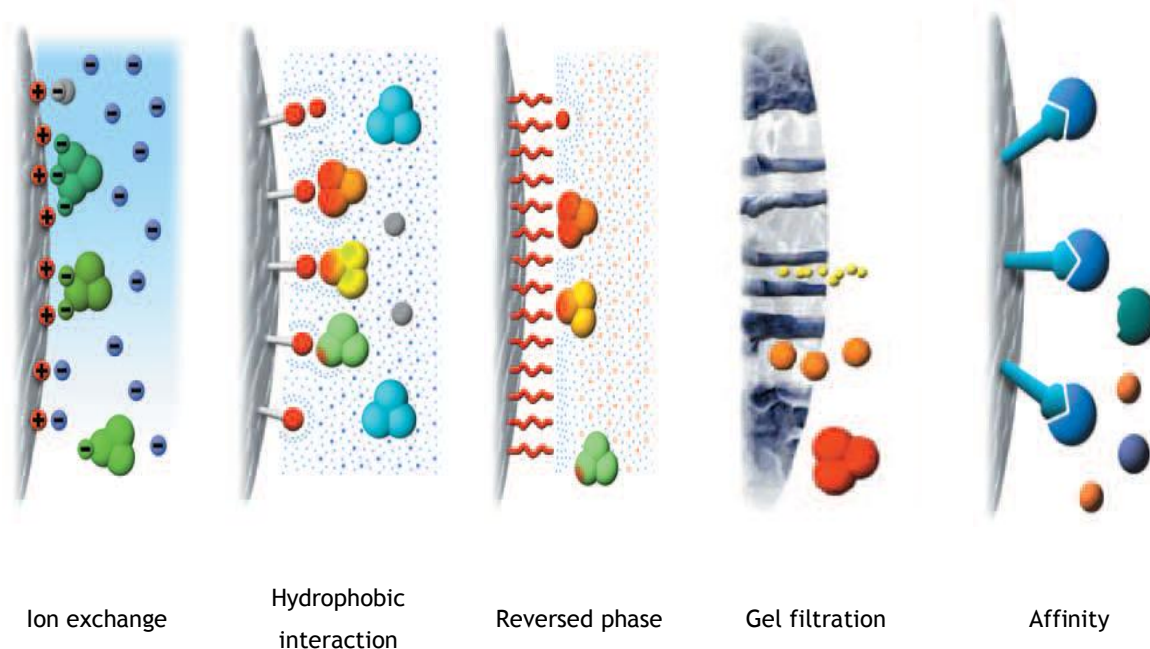 Ion exchange
Hydrophobic
interaction
Reversed phase
Gel filtration
Affinity